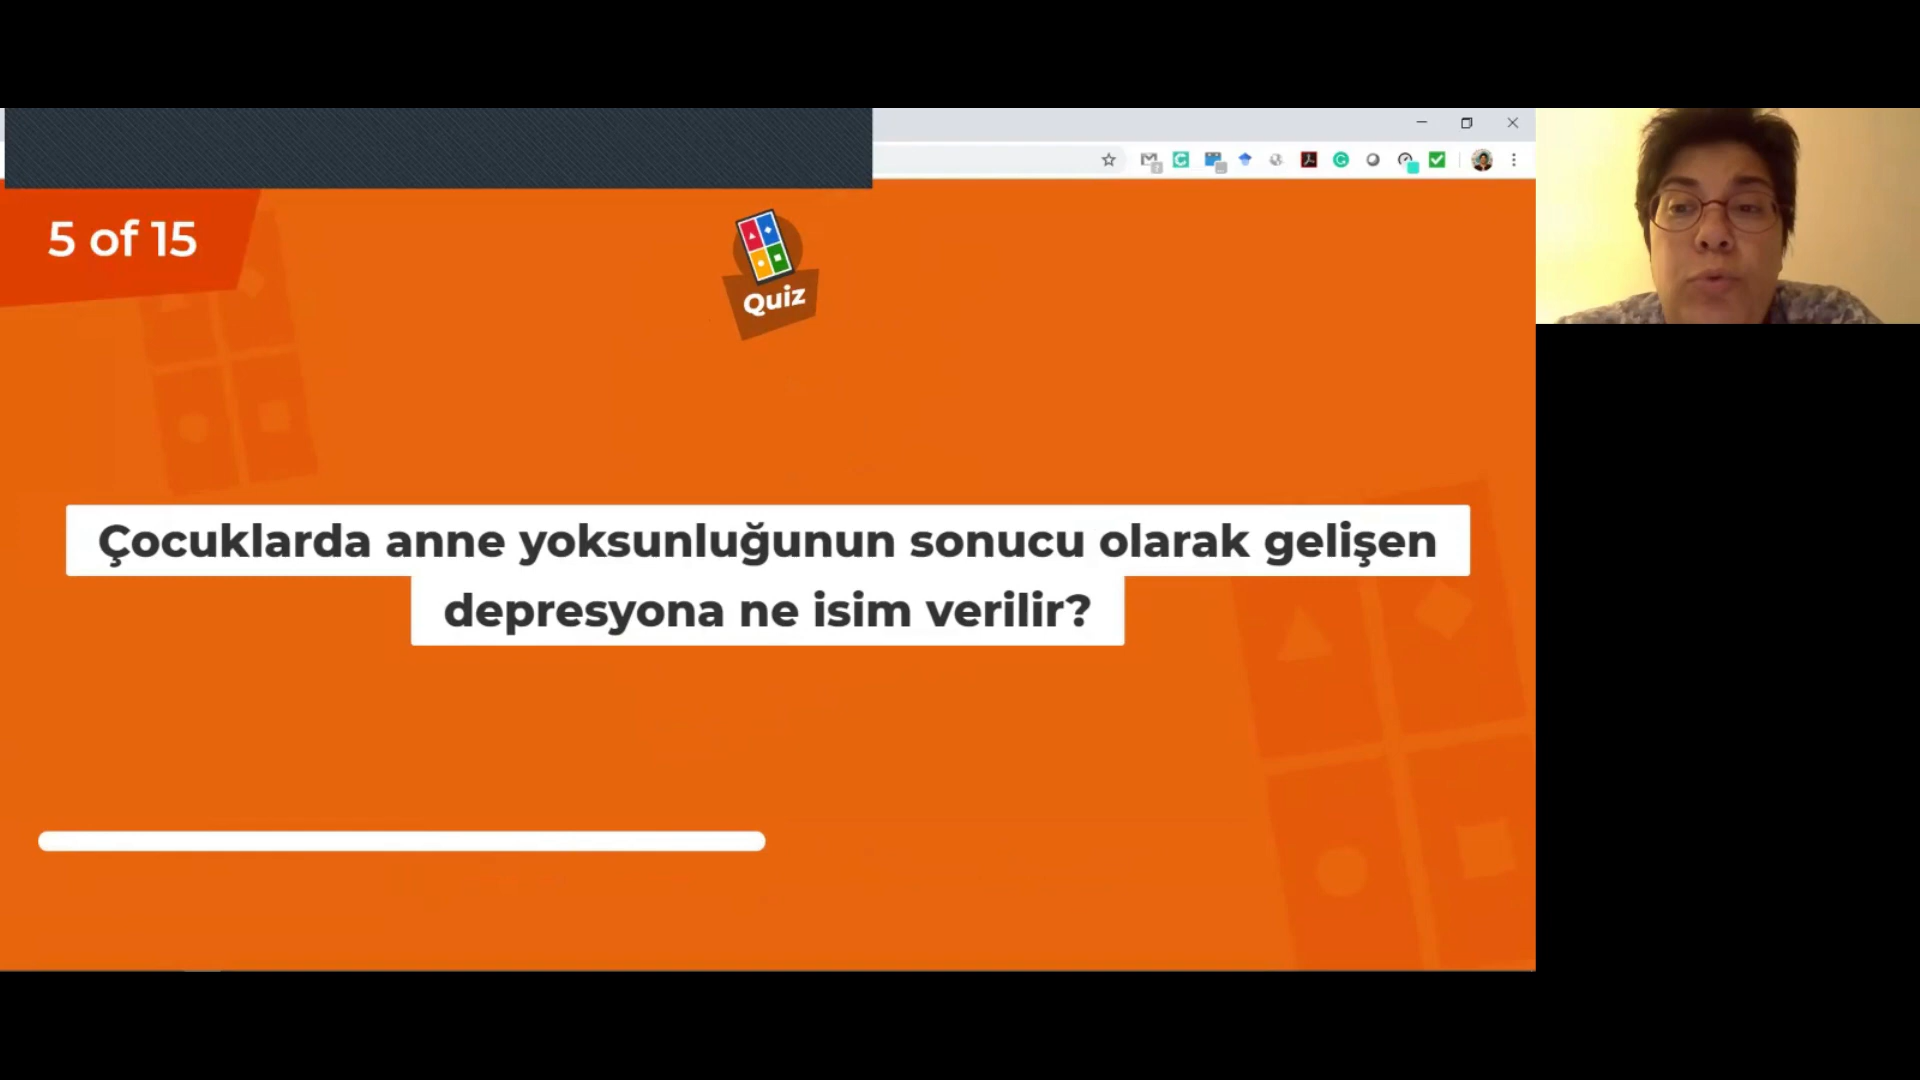 5 of 15
Quiz
Çocuklarda anne yoksunluğunun sonucu olarak gelişen
depresyona ne isim verilir?